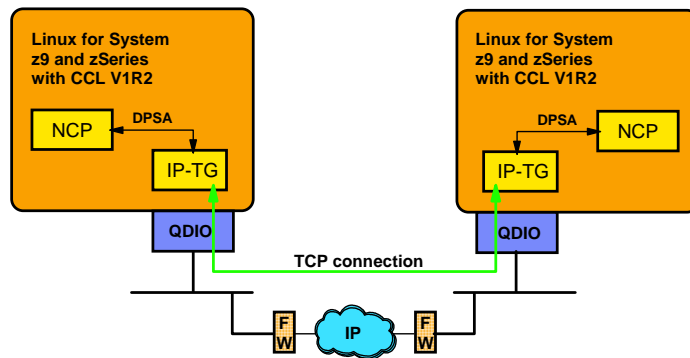 Linux for System
z9 and zSeries
with CCL V1R2
NCP
DPSA
IP-TG
QDIO
Linux for System
z9 and zSeries
with CCL V1R2
DPSA
NCP
IP-TG
QDIO
TCP connection
F
W
IP
F
W